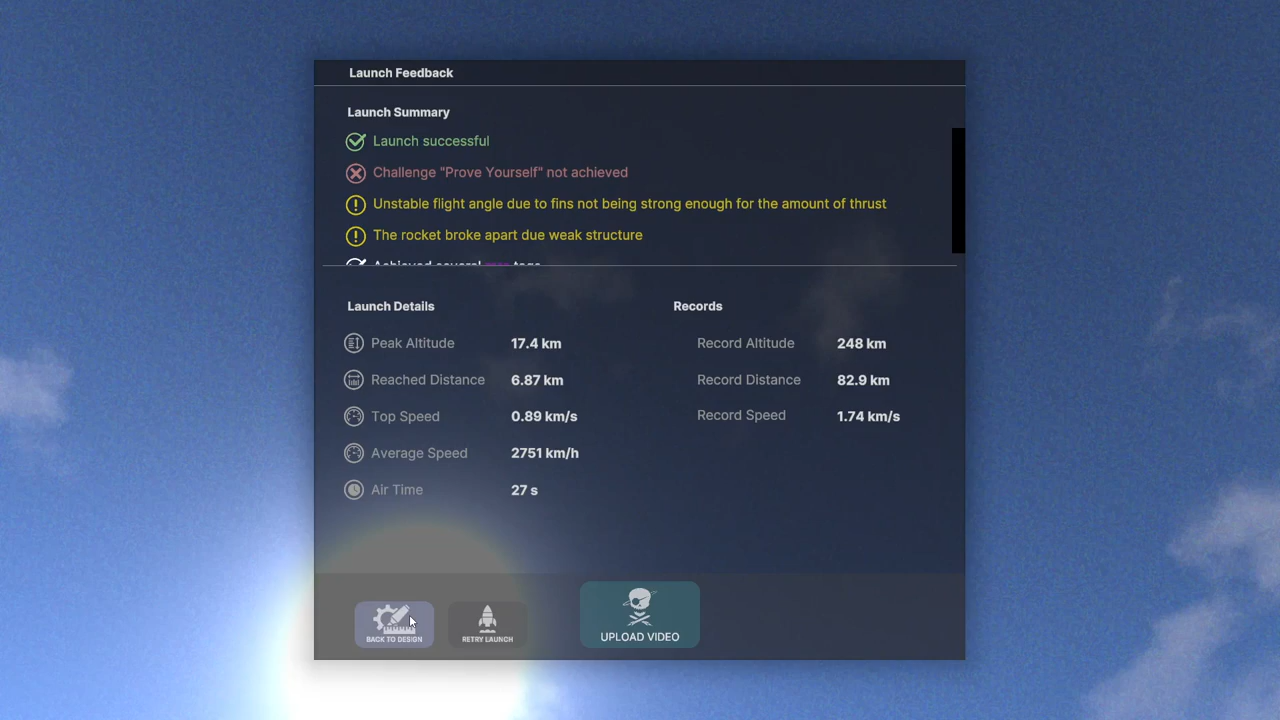 Launch Feedback
Launch Summary
Launch successful
Challenge "Prove Yourself" not achieved
Unstable flight angle due to fins not being strong enough for the amount of thrust
The rocket broke apart due weak structure
Achieved several tags
Launch Details
Records
Peak Altitude 17.4 km
Record Altitude 248 km
Reached Distance 6.87 km
Record Distance 82.9 km
Top Speed 0.89 km/s
Record Speed 1.74 km/s
Average Speed 2751 km/h
Air Time 27 s
BACK TO DESIGN
RETRY LAUNCH
UPLOAD VIDEO